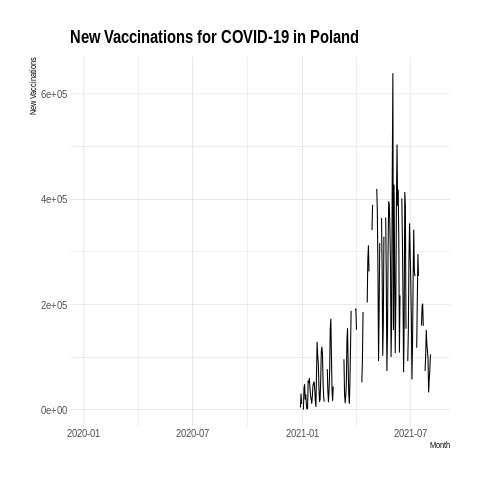 New Vaccinations for COVID-19 in Poland
New Vaccinations
6e+05
4e+05
2e+05
0e+00
2020-01 2020-07 2021-01 2021-07
Month